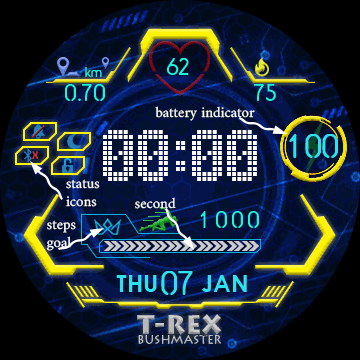 62
km
0.70
75
battery indicator
100
00:00
status
icons
second
steps
goal
1000
THU 07 JAN
T-REX
BUSHMASTER